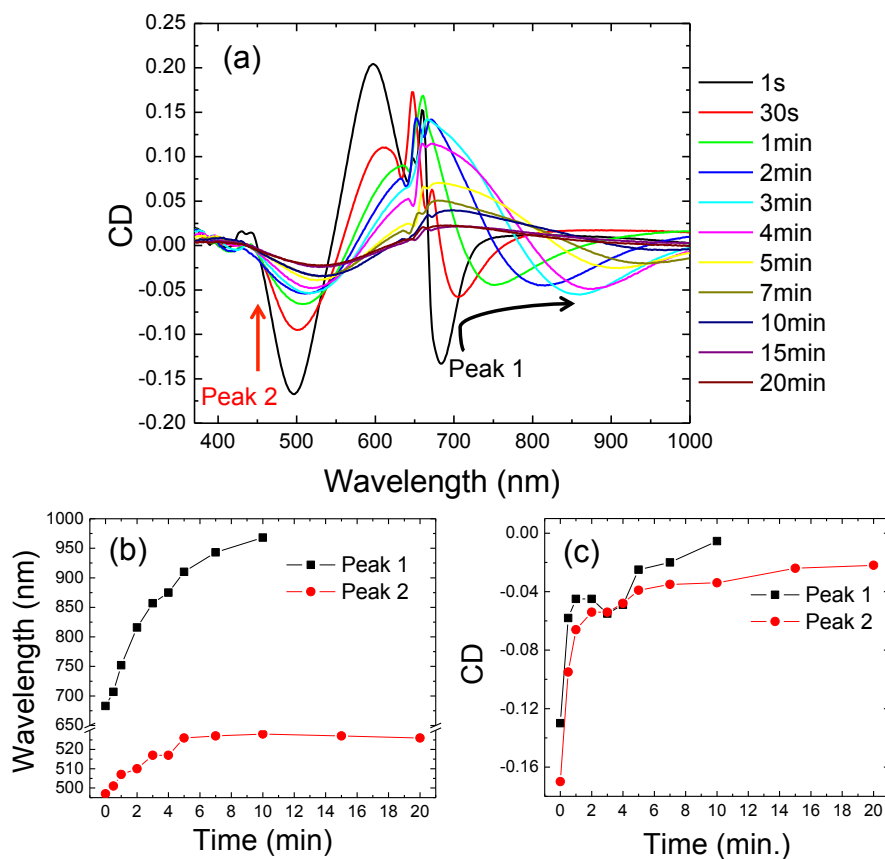 (a)
0.25
0.20
0.15
0.10
0.05
0.00
-0.05
-0.10
-0.15
-0.20
CD
400 500 600 700 800 900 1000
Wavelength (nm)
Peak 2
Peak 1
1s
30s
1min
2min
3min
4min
5min
7min
10min
15min
20min
(b)
1000
950
900
850
800
750
700
650
520
510
500
Wavelength (nm)
Peak 1
Peak 2
0 2 4 6 8 10 12 14 16 18 20
Time (min)
(c)
0.00
-0.04
-0.08
-0.12
-0.16
CD
Peak 1
Peak 2
0 2 4 6 8 10 12 14 16 18 20
Time (min.)